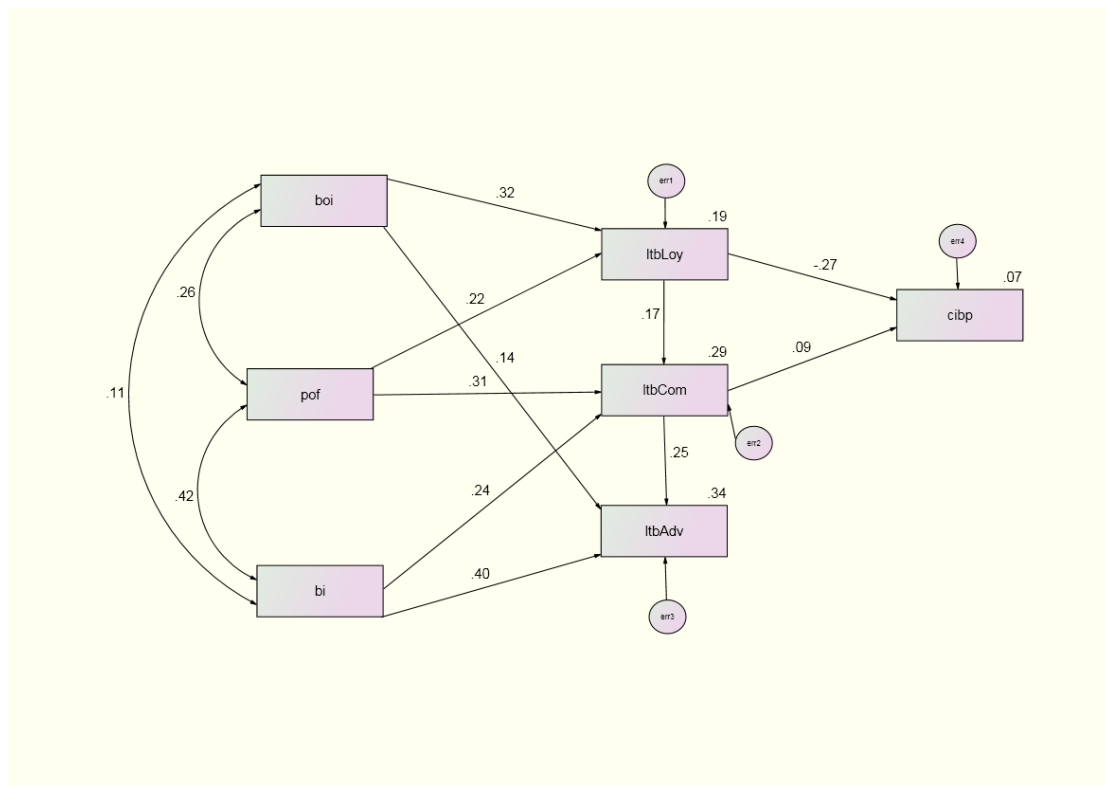 err1
boi
.32
.19
err4
ltbLoy
-.27
.07
.26
.22
.17
cibp
.14
.29
.09
.11
pof
.31
ltbCom
err2
.25
.42
.24
.34
ltbAdv
bi
.40
err3